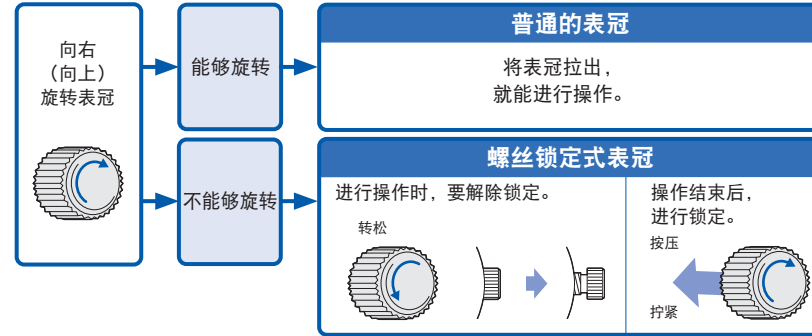 向右
（向上）
旋转表冠
能够旋转
普通的表冠
将表冠拉出，
就能进行操作。
不能够旋转
螺丝锁定式表冠
进行操作时，要解除锁定。
转松
操作结束后，
进行锁定。
按压
拧紧